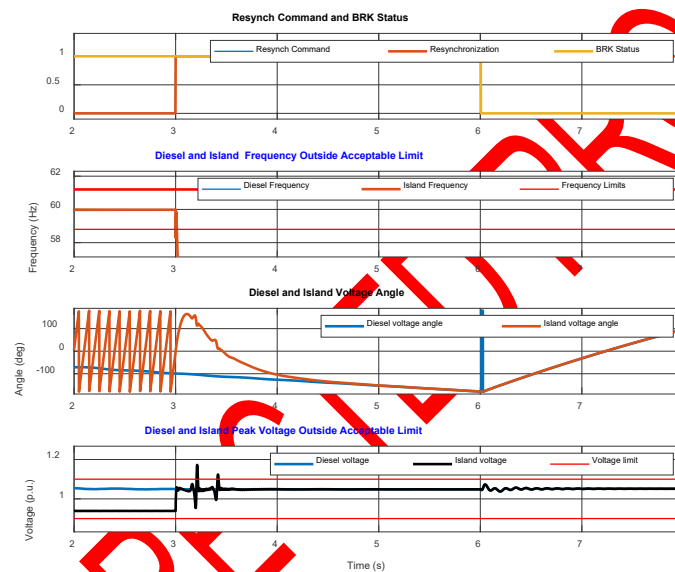 Resynch Command and BRK Status
1
0.5
0
Resynch Command Resynchronization BRK Status
2 3 4 5 6 7
Diesel and Island Frequency Outside Acceptable Limit
Frequency (Hz)
62
60
58
Diesel Frequency Island Frequency Frequency Limits
2 3 4 5 6 7
Diesel and Island Voltage Angle
Angle (deg)
100
0
-100
Diesel voltage angle Island voltage angle
2 3 4 5 6 7
Diesel and Island Peak Voltage Outside Acceptable Limit
Voltage (p.u.)
1.2
1
Diesel voltage Island voltage Voltage limit
2 3 4 5 6 7
Time (s)